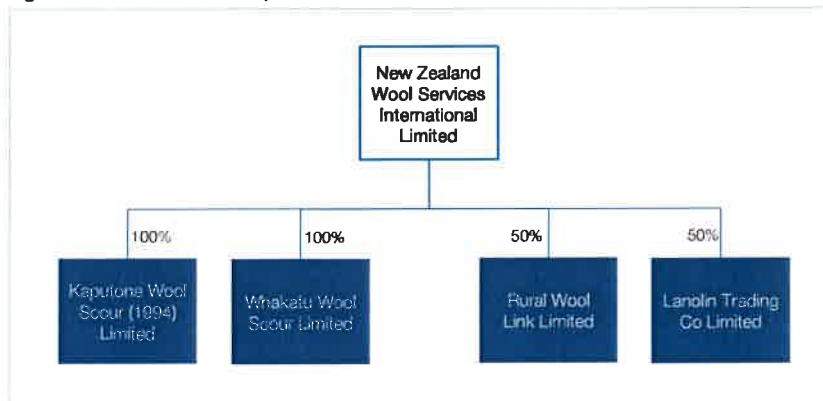 New Zealand
Wool Services
International
Limited
100%
100%
50%
50%
Kaputone Wool
Scour (1994)
Limited
Whakatu Wool
Scour Limited
Rural Wool
Link Limited
Lanolin Trading
Co Limited